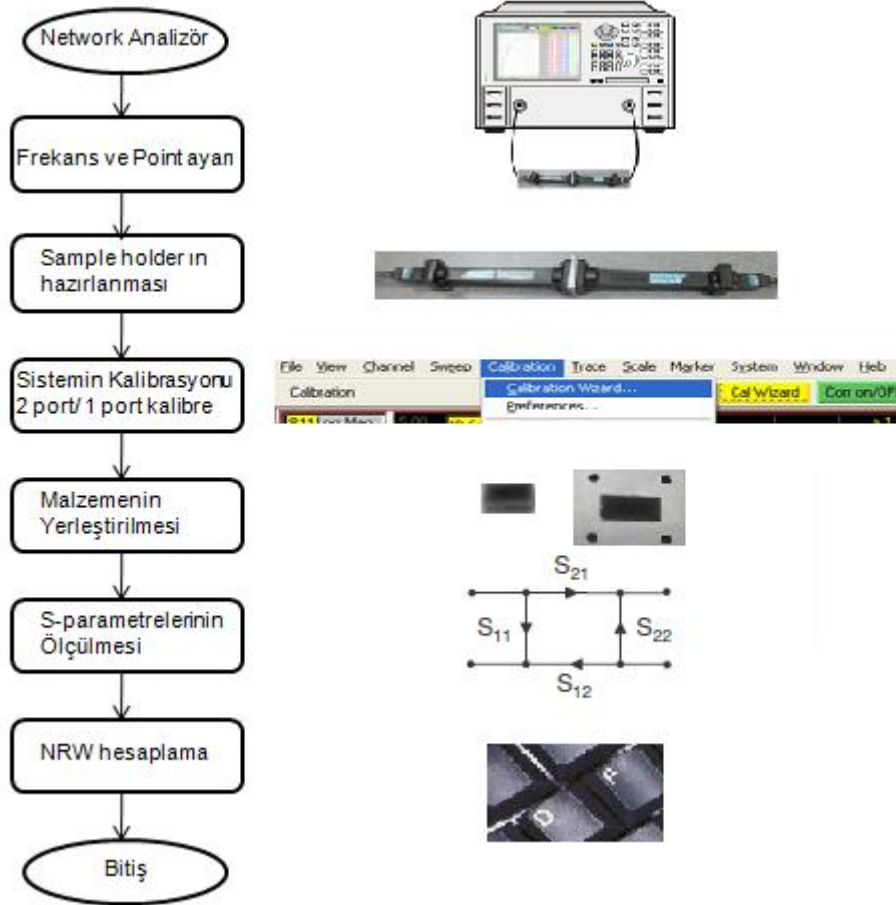 Network Analizör
Frekans ve Point ayarı
Sample holder ın
hazırlanması
File View Channel Sweep Calibration Trace Scale Marker System Window Help
Sistemin Kalibrasyonu
2 port/ 1 port kalibre
Calibration
Calibration Wizard...
Cal Wizard
Corr on/OF
Preferences...
S11
Malzemenin
Yerleştirilmesi
S21
S-parametrelerinin
Ölçülmesi
S11
S22
S12
NRW hesaplama
D
Bitiş